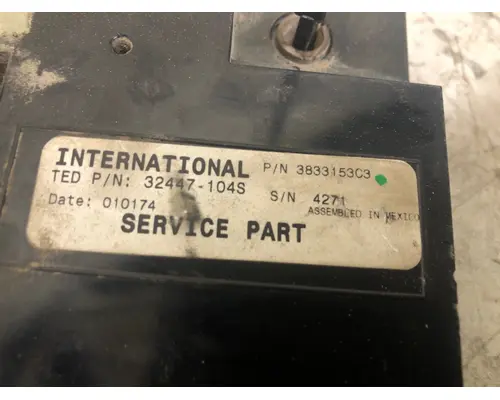 INTERNATIONAL P/N 3833153C3
TED P/N: 32447-104S S/N 4271
Date: 010174 ASSEMBLED IN MEXICO
SERVICE PART